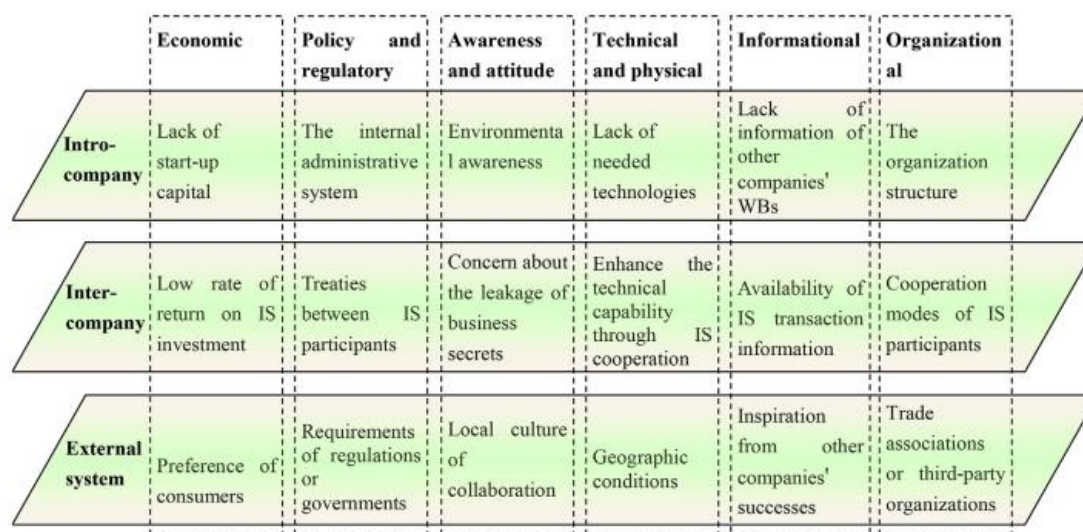 Economic
Policy and
regulatory
Awareness
and attitude
Technical
and physical
Informational
Organization
al
Intro-
company
Lack of
start-up
capital
The internal
administrative
system
Environmenta
l awareness
Lack of
needed
technologies
Lack of
information of
other
companies'
WBs
The
organization
structure
Inter-
company
Low rate of
return on IS
investment
Treaties
between IS
participants
Concern about
the leakage of
business
secrets
Enhance the
technical
capability
through IS
cooperation
Availability of
IS transaction
information
Cooperation
modes of IS
participants
External
system
Preference of
consumers
Requirements
of regulations
or
governments
Local culture
of
collaboration
Geographic
conditions
Inspiration
from other
companies'
successes
Trade
associations
or third-party
organizations